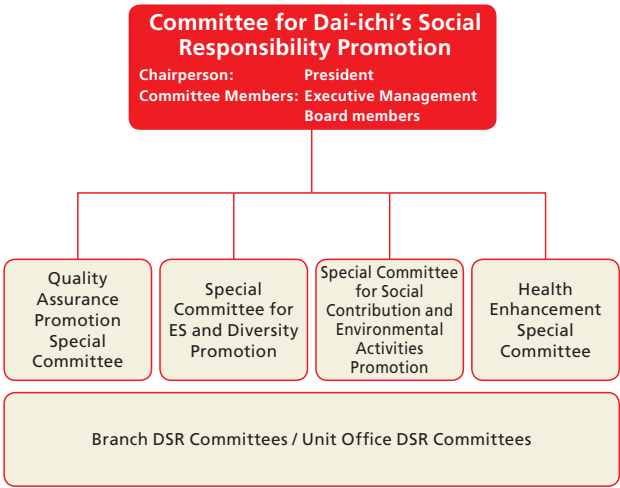 Committee for Dai-ichi's Social
Responsibility Promotion
Chairperson: President
Committee Members: Executive Management
Board members
Quality
Assurance
Promotion
Special
Committee
Special
Committee for
ES and Diversity
Promotion
Special Committee
for Social
Contribution and
Environmental
Activities
Promotion
Health
Enhancement
Special
Committee
Branch DSR Committees / Unit Office DSR Committees